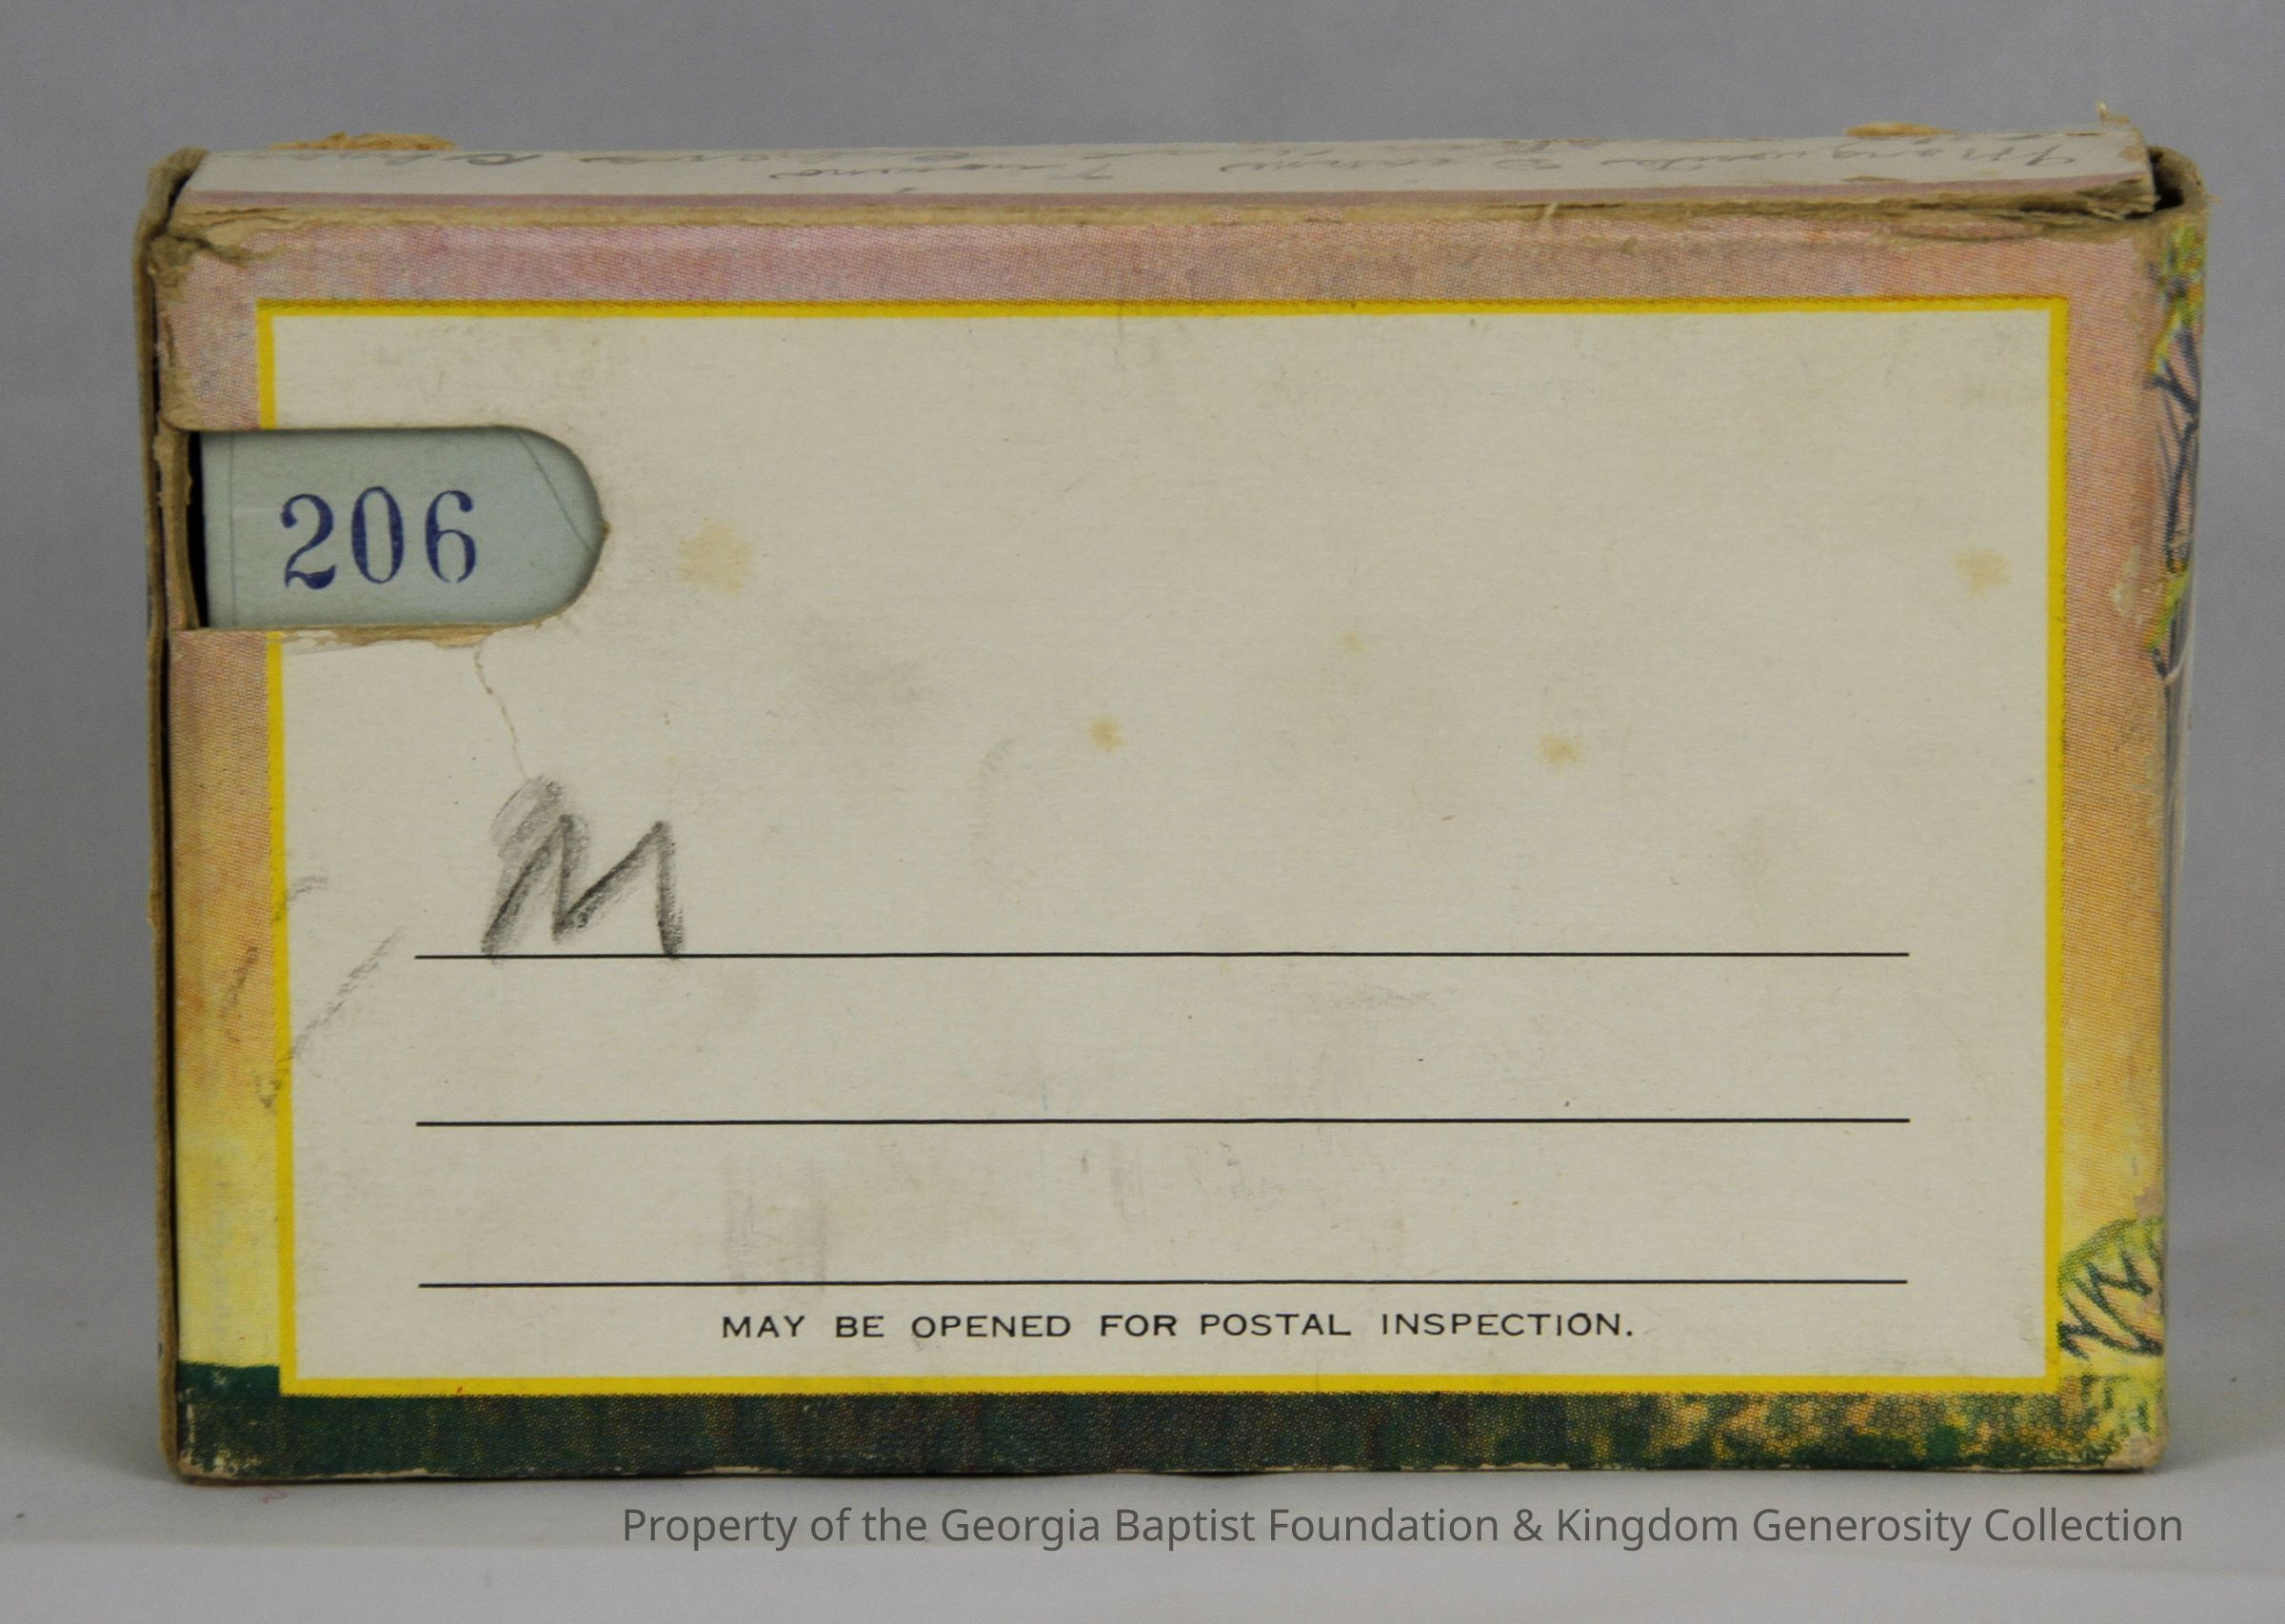 206
M
MAY BE OPENED FOR POSTAL INSPECTION.
Property of the Georgia Baptist Foundation & Kingdom Generosity Collection